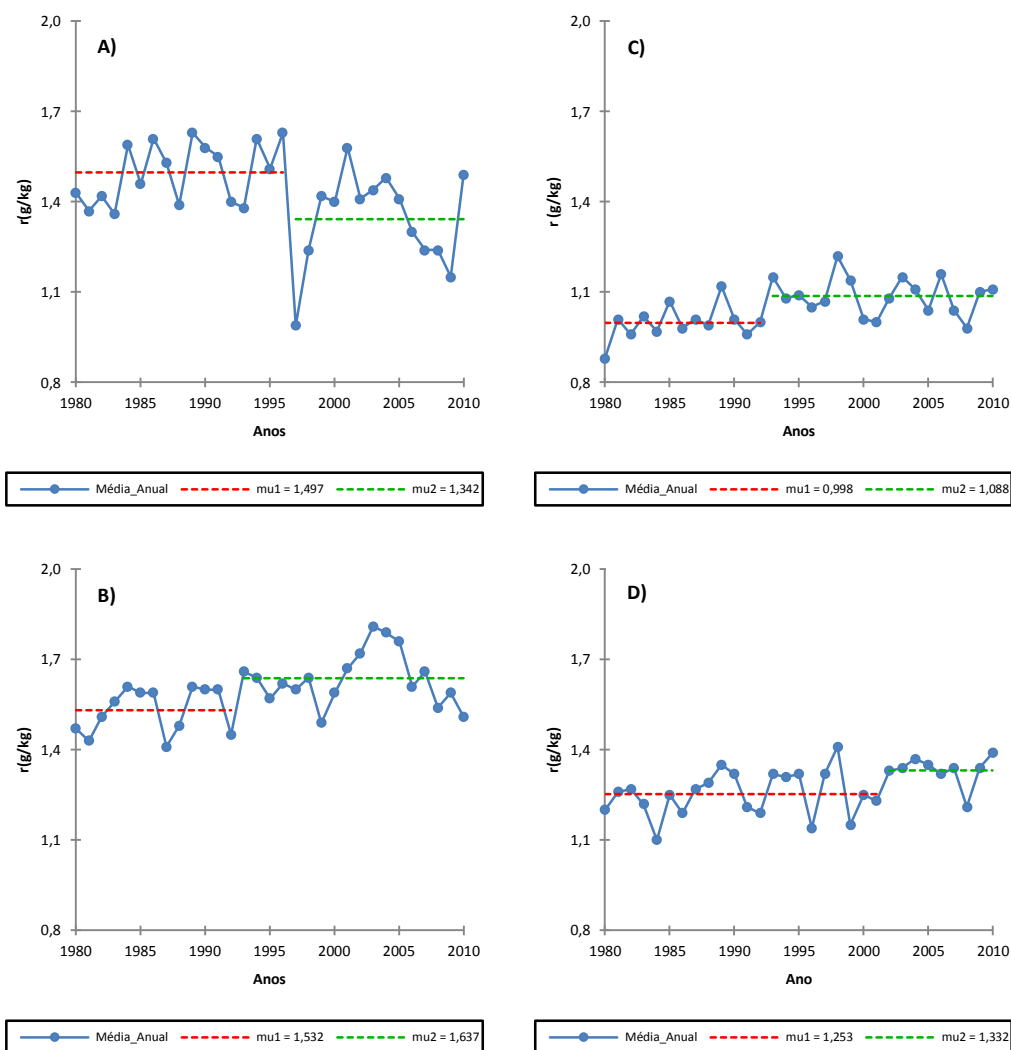 A)
2,0
1,7
1,4
1,1
0,8
r(g/kg)
1980 1985 1990 1995 2000 2005 2010
Anos
Média_Anual mu1 = 1,497 mu2 = 1,342
C)
2,0
1,7
1,4
1,1
0,8
r (g/kg)
1980 1985 1990 1995 2000 2005 2010
Anos
Média_Anual mu1 = 0,998 mu2 = 1,088
B)
2,0
1,7
1,4
1,1
0,8
r(g/kg)
1980 1985 1990 1995 2000 2005 2010
Anos
Média_Anual mu1 = 1,532 mu2 = 1,637
D)
2,0
1,7
1,4
1,1
0,8
r(g/kg)
1980 1985 1990 1995 2000 2005 2010
Ano
Média_Anual mu1 = 1,253 mu2 = 1,332